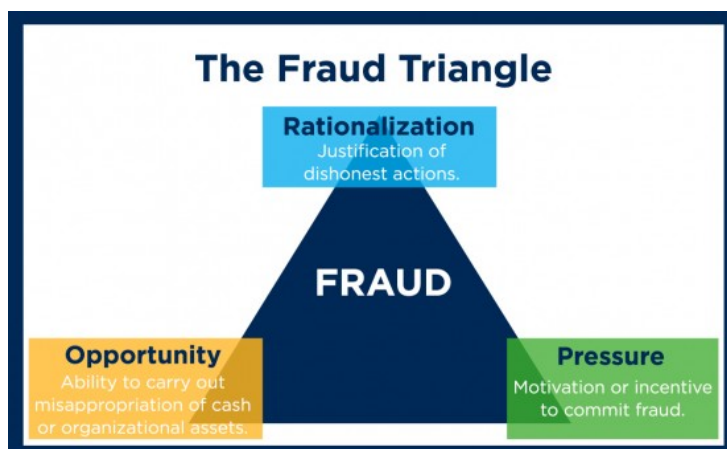 The Fraud Triangle
Rationalization
Justification of
dishonest actions.
FRAUD
Opportunity
Ability to carry out
misappropriation of cash
or organizational assets.
Pressure
Motivation or incentive
to commit fraud.